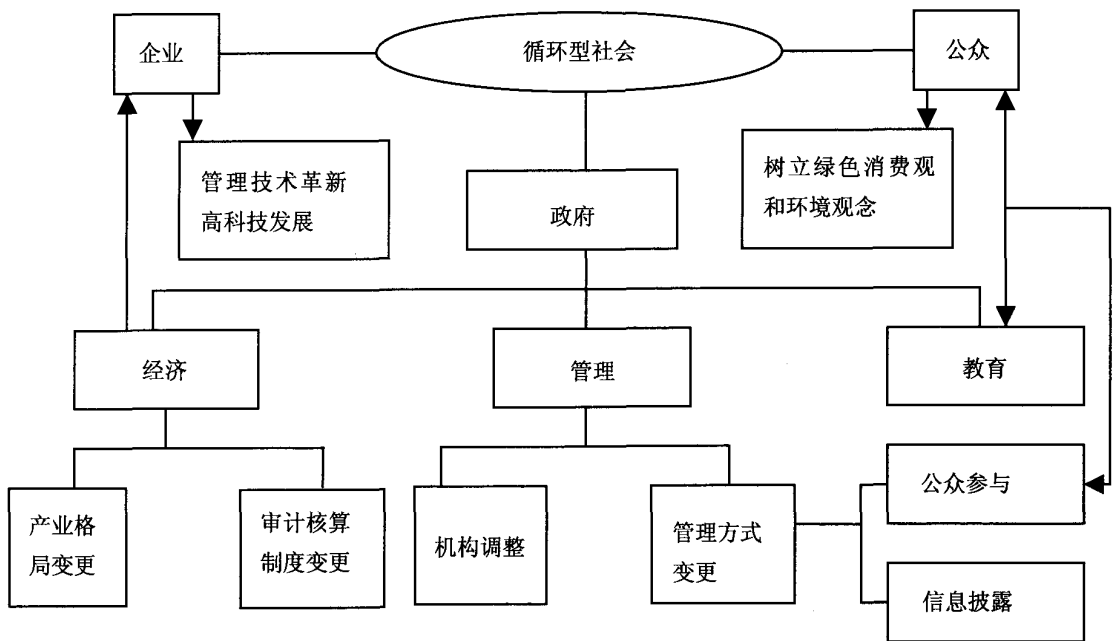 企业
循环型社会
公众
管理技术革新
高科技发展
树立绿色消费观
和环境观念
政府
经济
管理
教育
产业格
局变更
审计核算
制度变更
机构调整
管理方式
变更
公众参与
信息披露